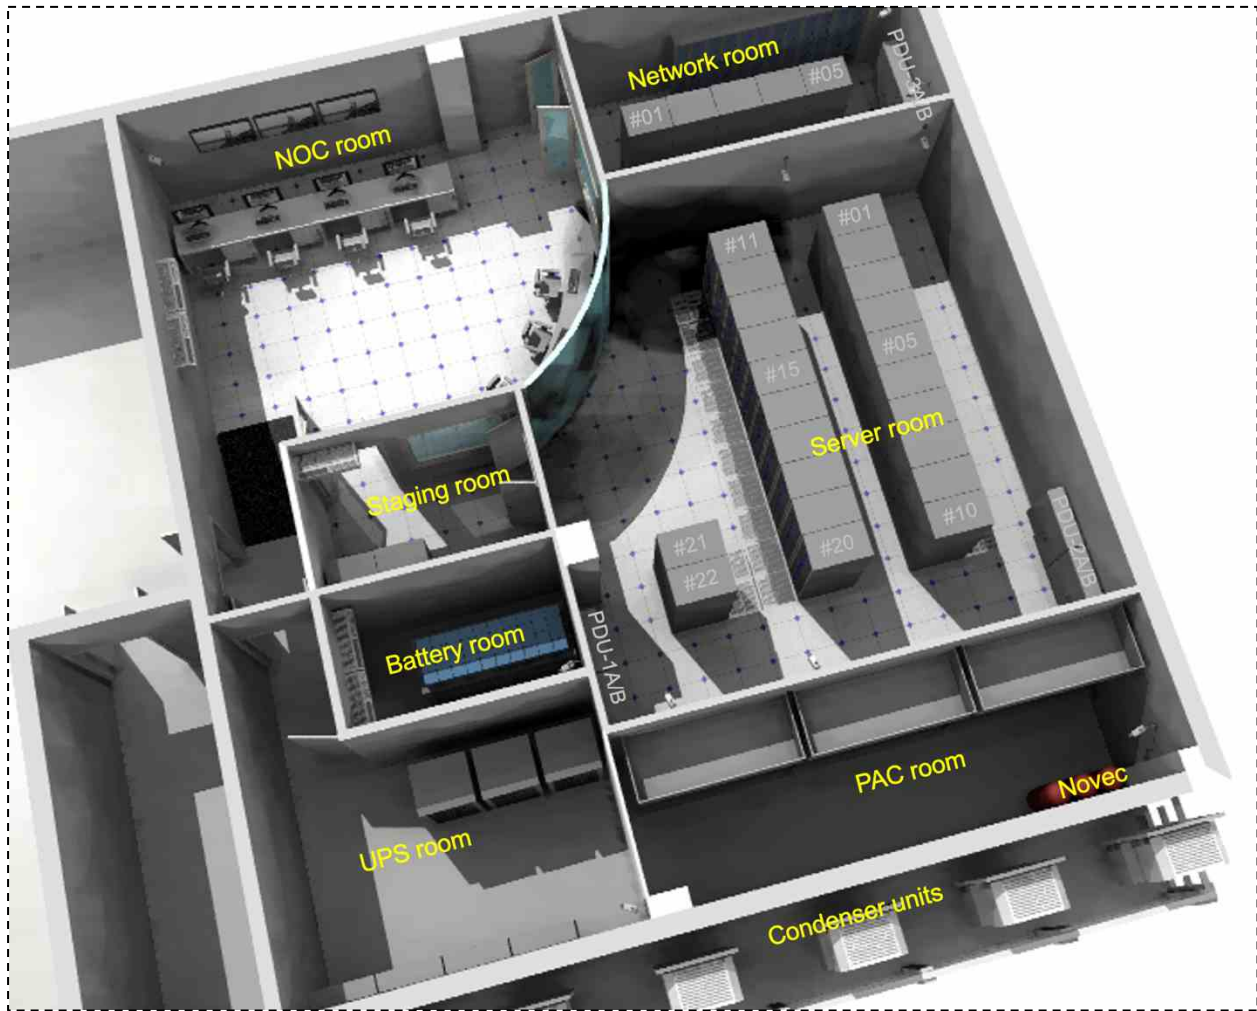 Network room
#05
#01
PDU-3A/B
NOC room
#01
#11
#05
#15
Server room
Staging room
#10
#21
#20
#22
PDU-2A/B
Battery room
PDU-1A/B
PAC room
Novec
UPS room
Condenser units